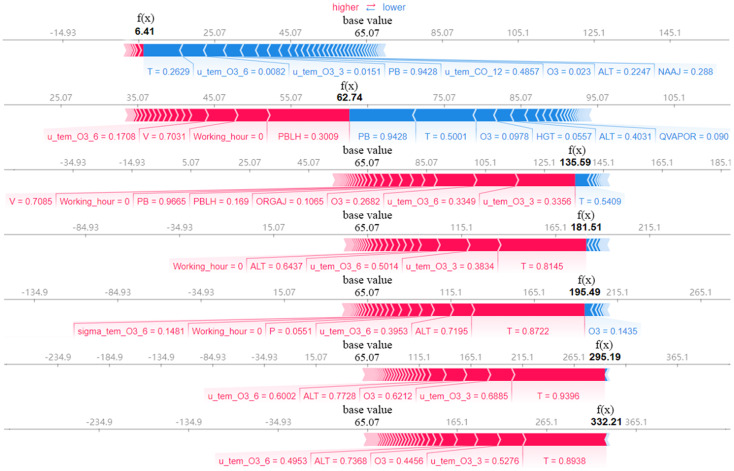 higher ⇄ lower
f(x) base value
-14.93 5.07 25.07 45.07 65.07 85.07 105.1 125.1 145.1
6.41
T = 0.2629 u_tem_O3_6 = 0.0082 u_tem_O3_3 = 0.0151 PB = 0.9428 u_tem_CO_12 = 0.4857 O3 = 0.023 ALT = 0.2247 NAAJ = 0.288
f(x) base value
25.07 35.07 45.07 55.07 62.74 75.07 85.07 95.07 105.1
u_tem_O3_6 = 0.1708 V = 0.7031 Working_hour = 0 PBLH = 0.3009 PB = 0.9428 T = 0.5001 O3 = 0.0978 HGT = 0.0557 ALT = 0.4031 QVAPOR = 0.090
base value f(x)
-34.93 -14.93 5.07 25.07 45.07 65.07 85.07 105.1 125.1 135.59 145.1 165.1 185.1
V = 0.7085 Working_hour = 0 PB = 0.9665 PBLH = 0.169 ORGAJ = 0.1065 O3 = 0.2682 u_tem_O3_6 = 0.3349 u_tem_O3_3 = 0.3356 T = 0.5409
base value f(x)
-84.93 -34.93 15.07 65.07 115.1 165.1 181.51 215.1
Working_hour = 0 ALT = 0.6437 u_tem_O3_6 = 0.5014 u_tem_O3_3 = 0.3834 T = 0.8145
base value f(x)
-134.9 -84.93 -34.93 15.07 65.07 115.1 165.1 195.49 215.1 265.1
sigma_tem_O3_6 = 0.1481 Working_hour = 0 P = 0.0551 u_tem_O3_6 = 0.3953 ALT = 0.7195 T = 0.8722 O3 = 0.1435
base value f(x)
-234.9 -184.9 -134.9 -84.93 -34.93 15.07 65.07 115.1 165.1 215.1 265.1 295.19 365.1
u_tem_O3_6 = 0.6002 ALT = 0.7728 O3 = 0.6212 u_tem_O3_3 = 0.6885 T = 0.9396
base value f(x)
-234.9 -134.9 -34.93 65.07 165.1 265.1 332.21 365.1
u_tem_O3_6 = 0.4953 ALT = 0.7368 O3 = 0.4456 u_tem_O3_3 = 0.5276 T = 0.8938